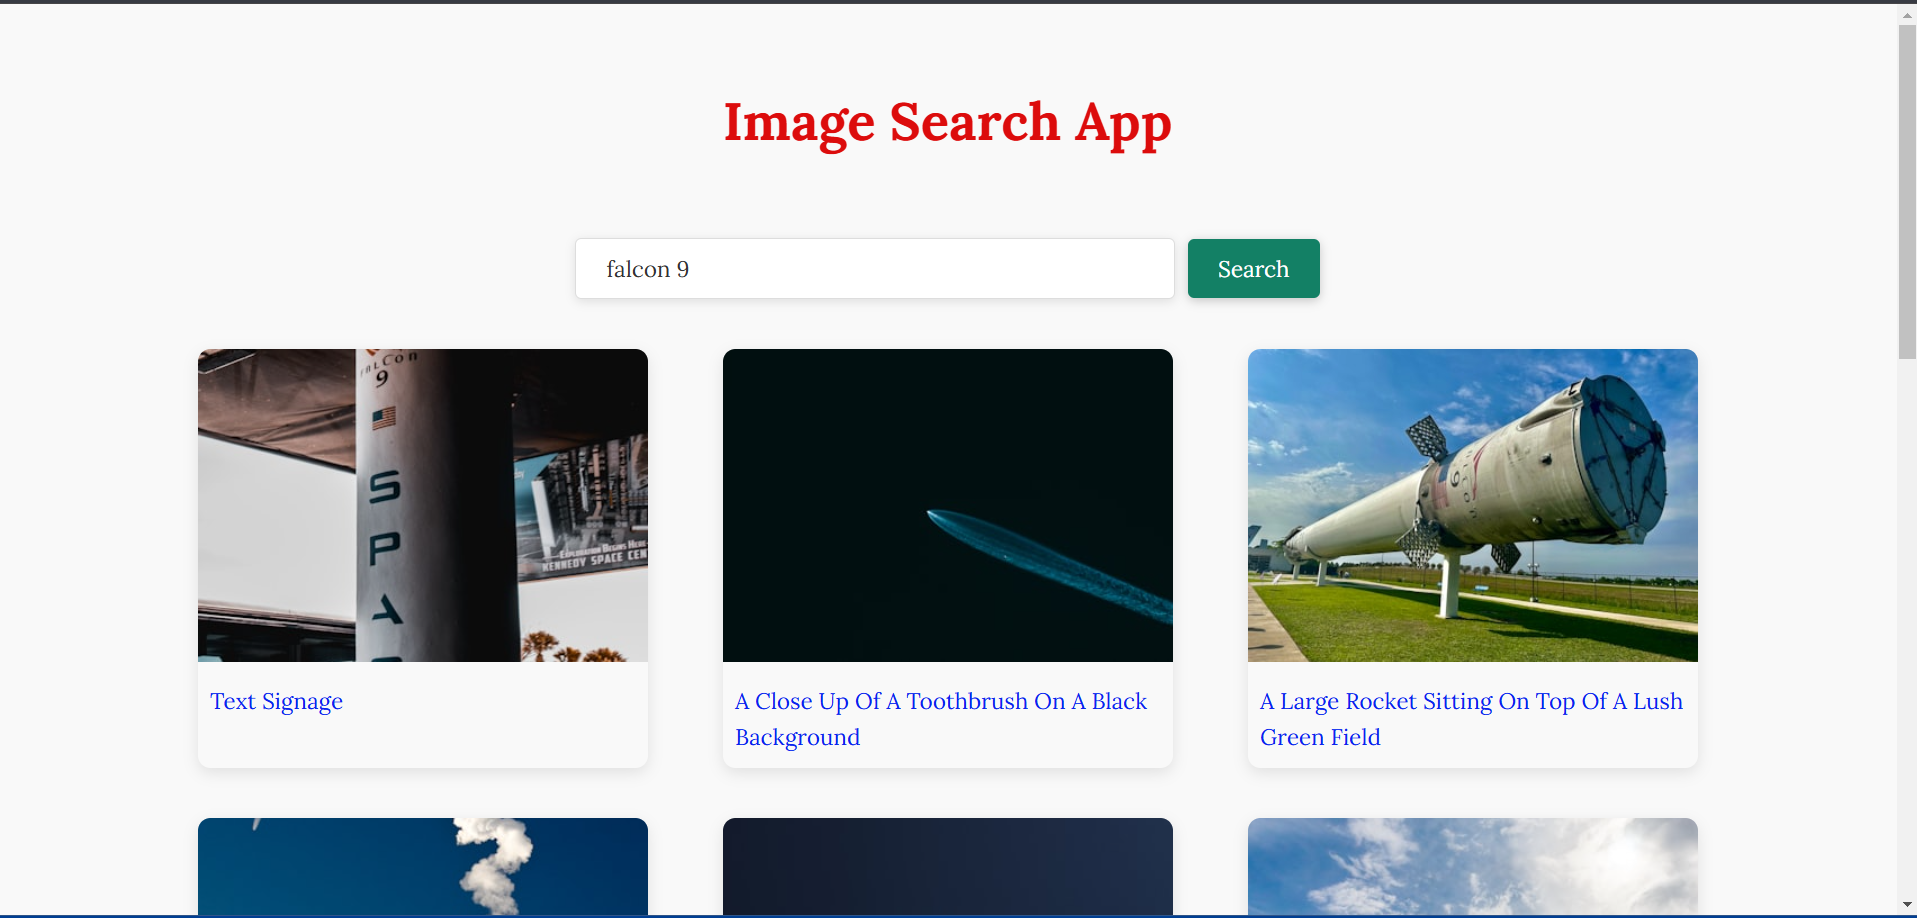 Image Search App
falcon 9
Search
FALCON
9
SPA
EXPLORATION BEGINS HERE
KENNEDY SPACE CEN
9
Text Signage
A Close Up Of A Toothbrush On A Black
Background
A Large Rocket Sitting On Top Of A Lush
Green Field